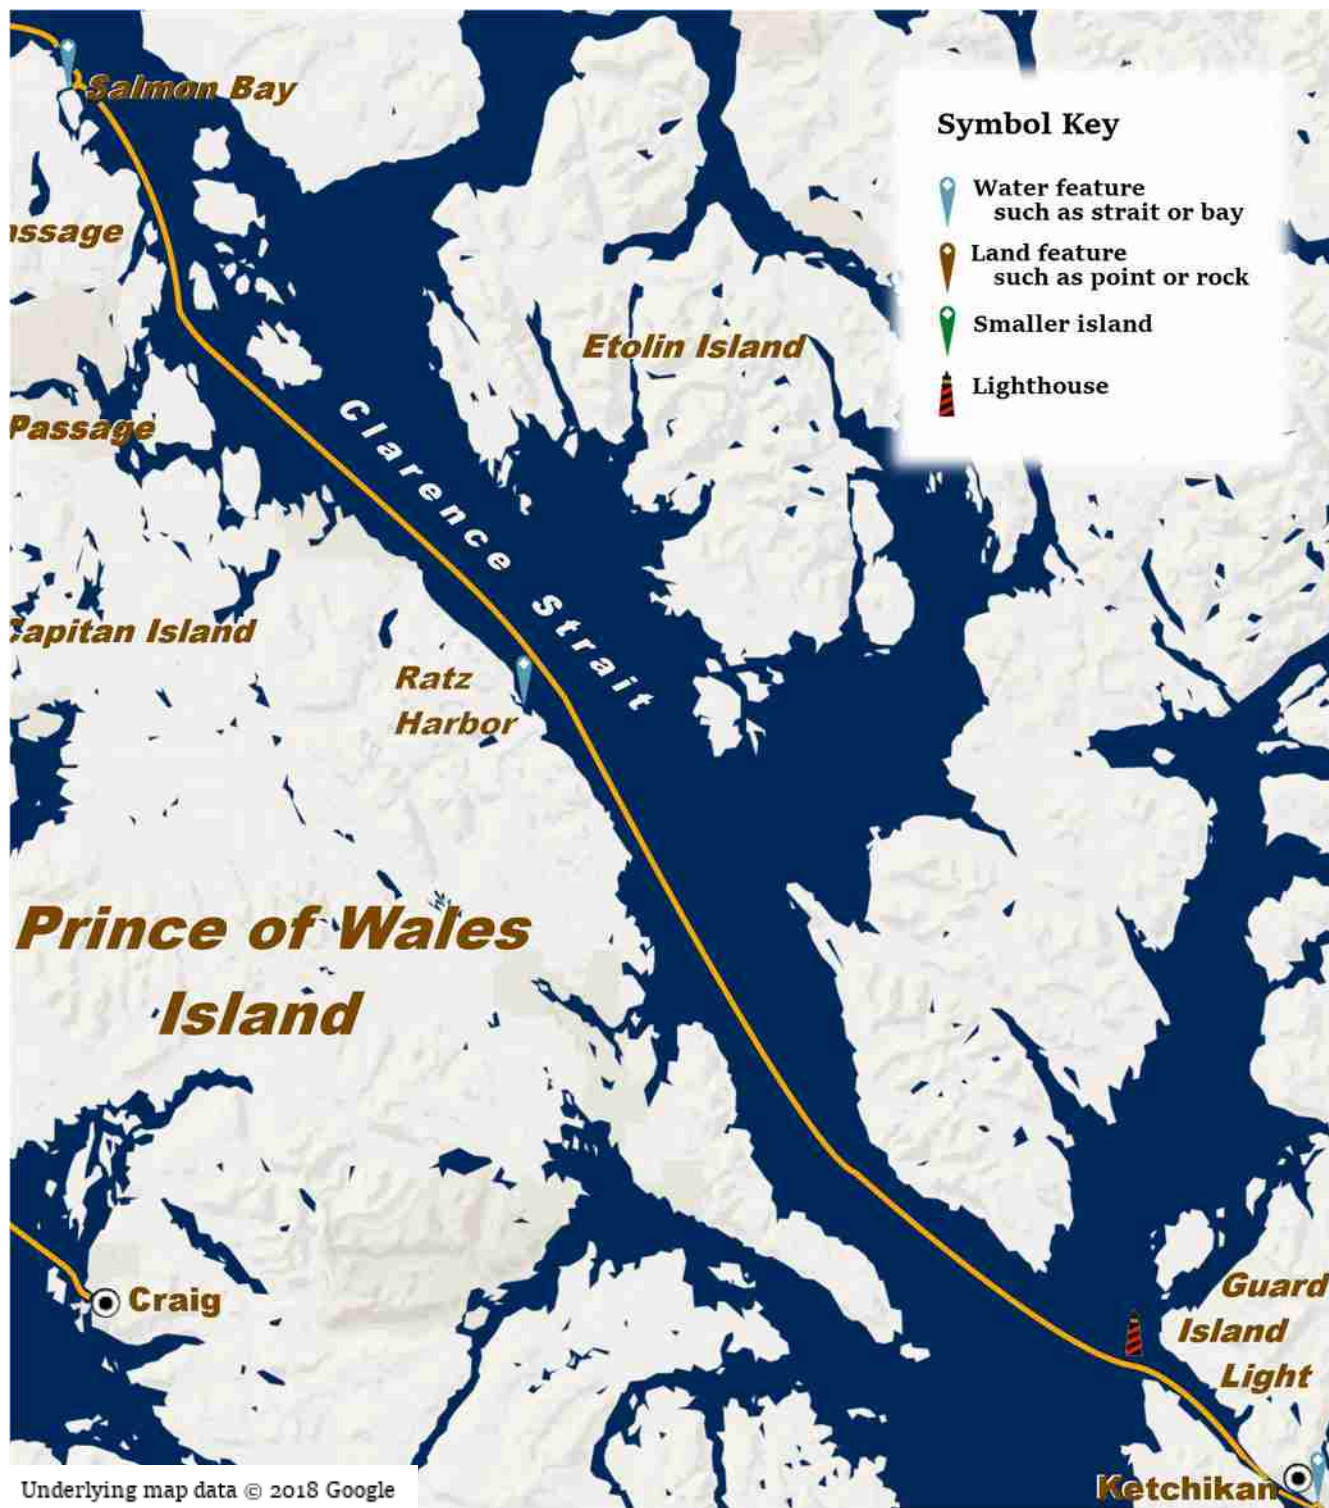 Salmon Bay
Symbol Key
Water feature
such as strait or bay
Land feature
such as point or rock
Smaller island
Lighthouse
ssage
Etolin Island
Clarence Strait
Passage
Capitan Island
Ratz
Harbor
Prince of Wales
Island
Craig
Guard
Island
Light
Ketchikan
Underlying map data © 2018 Google